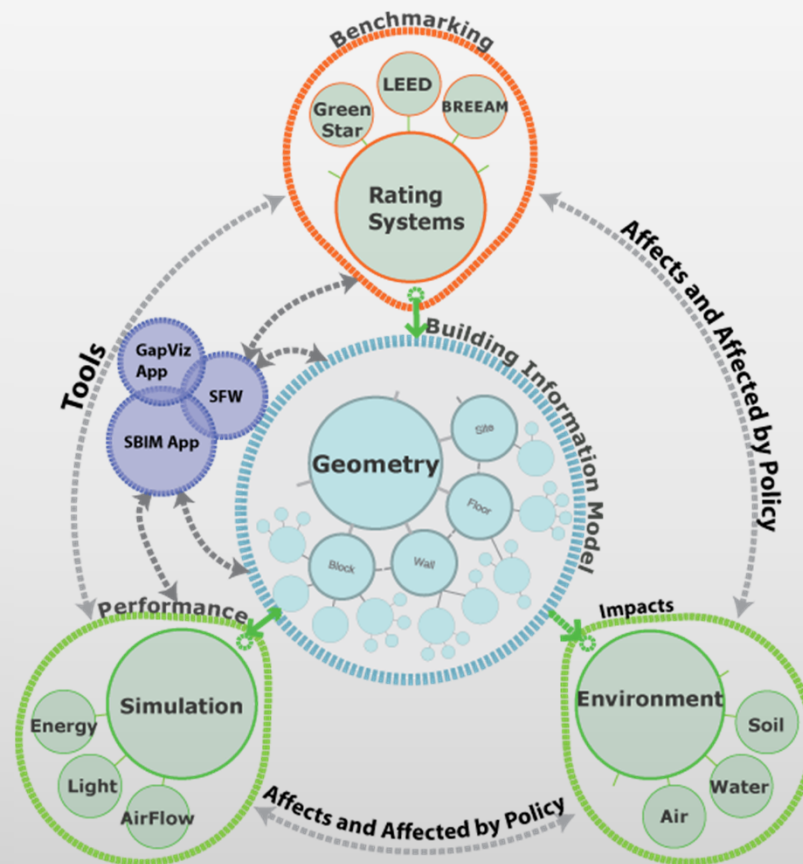 Benchmarking
LEED
Green
Star
BREEAM
Rating
Systems
Affects and Affected by Policy
Tools
GapViz
App
SFW
SBIM App
Building Information Model
Geometry
Site
Floor
Wall
Block
Performance
Simulation
Energy
Light
AirFlow
Impacts
Environment
Soil
Water
Air
Affects and Affected by Policy